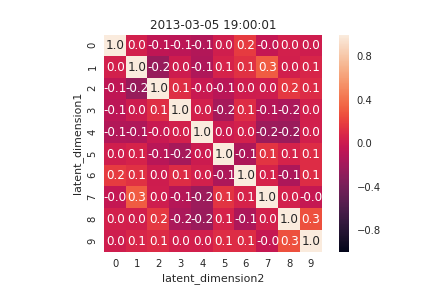 2013-03-05 19:00:01
0 1.0 0.0 -0.1 -0.1 -0.1 0.0 0.2 -0.0 0.0 0.0
1 0.0 1.0 -0.2 0.0 -0.1 0.1 0.1 0.3 0.0 0.1
2 -0.1 -0.2 1.0 0.1 -0.0 -0.1 0.0 0.0 0.2 0.1
3 -0.1 0.0 0.1 1.0 0.0 -0.2 0.1 -0.1 -0.2 0.0
4 -0.1 -0.1 -0.0 0.0 1.0 0.0 0.0 -0.2 -0.2 0.0
5 0.0 0.1 -0.1 -0.2 0.0 1.0 -0.1 0.1 0.1 0.1
6 0.2 0.1 0.0 0.1 0.0 -0.1 1.0 0.1 -0.1 0.1
7 -0.0 0.3 0.0 -0.1 -0.2 0.1 0.1 1.0 0.0 -0.0
8 0.0 0.0 0.2 -0.2 -0.2 0.1 -0.1 0.0 1.0 0.3
9 0.0 0.1 0.1 0.0 0.0 0.1 0.1 -0.0 0.3 1.0
0 1 2 3 4 5 6 7 8 9
latent_dimension2
latent_dimension1
0.8
0.4
0.0
-0.4
-0.8